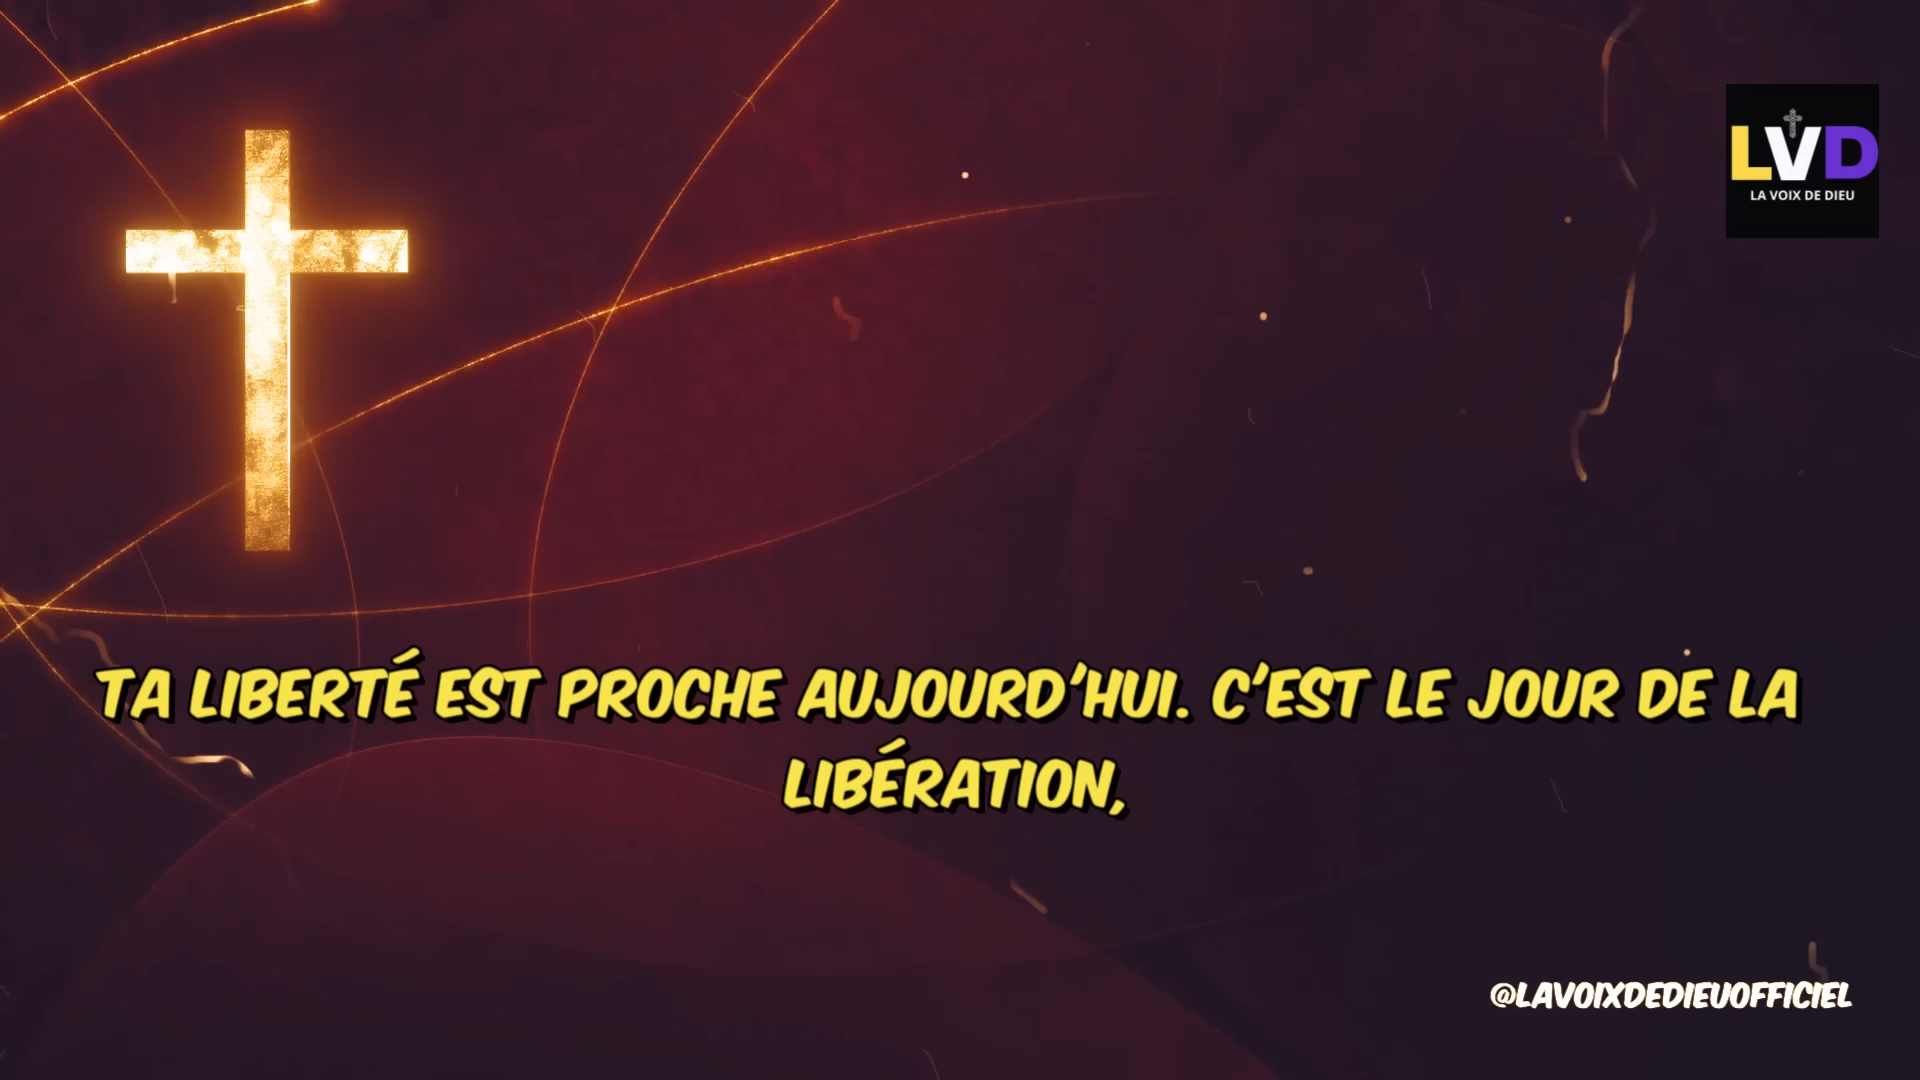 LVD
LA VOIX DE DIEU
TA LIBERTÉ EST PROCHE AUJOURD'HUI. C'EST LE JOUR DE LA
LIBÉRATION,
@LAVOIXDEDIEUOFFICIEL